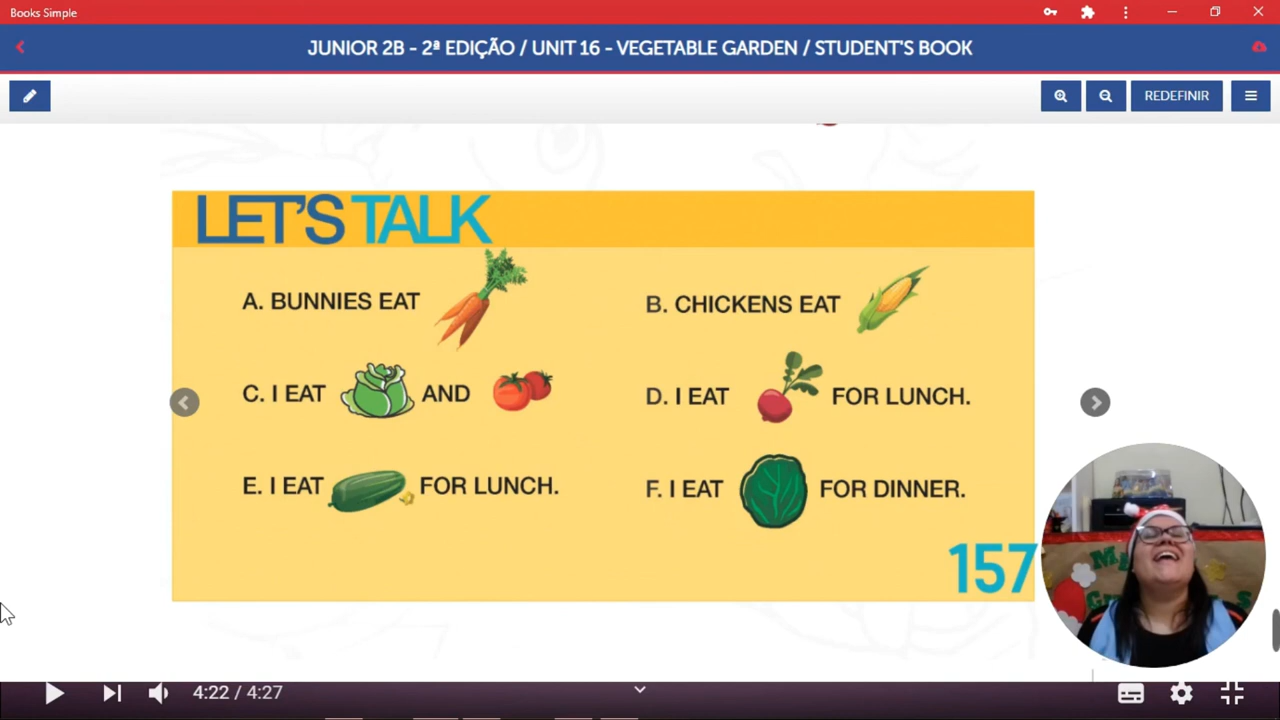 Books Simple
JUNIOR 2B - 2ª EDIÇÃO / UNIT 16 - VEGETABLE GARDEN / STUDENT'S BOOK
REDEFINIR
LET'S TALK
A. BUNNIES EAT
B. CHICKENS EAT
C. I EAT AND
D. I EAT FOR LUNCH.
E. I EAT FOR LUNCH.
F. I EAT FOR DINNER.
157
4:22 / 4:27